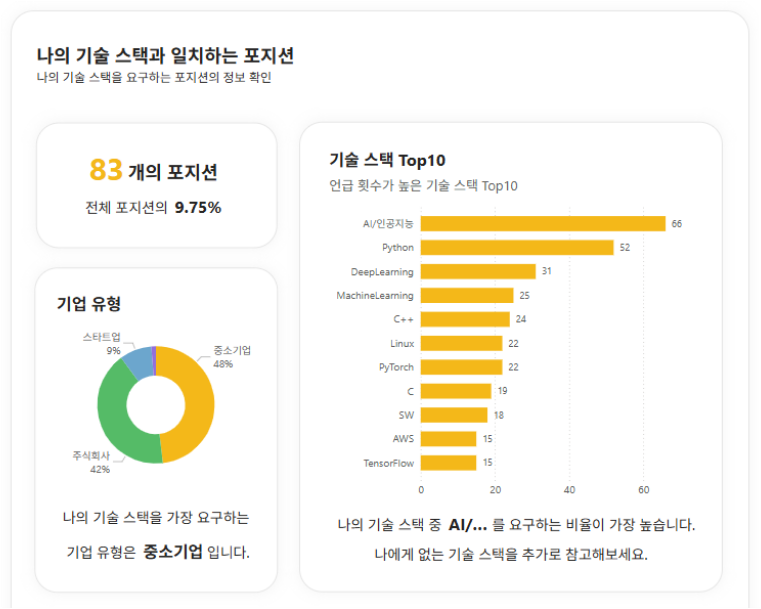 나의 기술 스택과 일치하는 포지션
나의 기술 스택을 요구하는 포지션의 정보 확인
83 개의 포지션
전체 포지션의 9.75%
기업 유형
스타트업
9%
중소기업
48%
주식회사
42%
나의 기술 스택을 가장 요구하는
기업 유형은 중소기업 입니다.
기술 스택 Top10
언급 횟수가 높은 기술 스택 Top10
AI/인공지능 66
Python 52
DeepLearning 31
MachineLearning 25
C++ 24
Linux 22
PyTorch 22
C 19
SW 18
AWS 15
TensorFlow 15
0 20 40 60
나의 기술 스택 중 AI/... 를 요구하는 비율이 가장 높습니다.
나에게 없는 기술 스택을 추가로 참고해보세요.